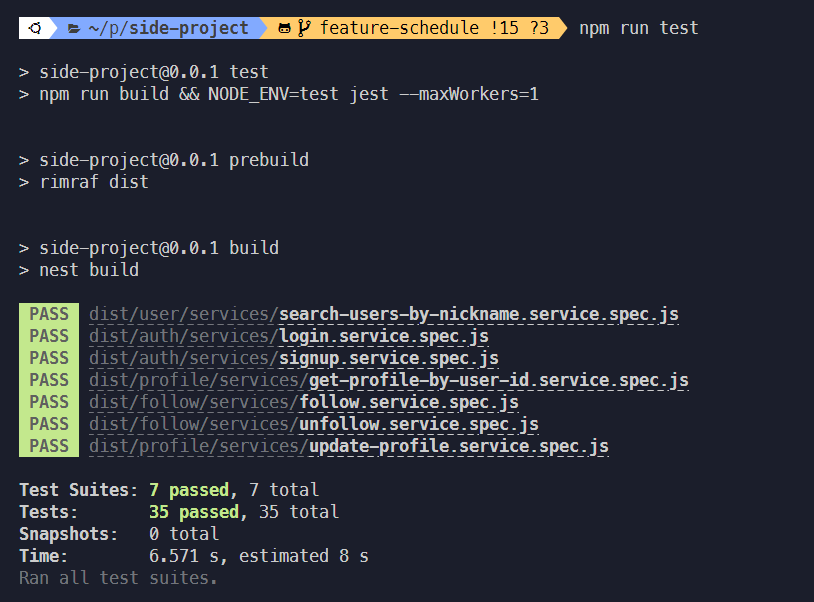 ~/p/side-project feature-schedule !15 ?3 npm run test
> side-project@0.0.1 test
> npm run build && NODE_ENV=test jest --maxWorkers=1
> side-project@0.0.1 prebuild
> rimraf dist
> side-project@0.0.1 build
> nest build
PASS dist/user/services/search-users-by-nickname.service.spec.js
PASS dist/auth/services/login.service.spec.js
PASS dist/auth/services/signup.service.spec.js
PASS dist/profile/services/get-profile-by-user-id.service.spec.js
PASS dist/follow/services/follow.service.spec.js
PASS dist/follow/services/unfollow.service.spec.js
PASS dist/profile/services/update-profile.service.spec.js
Test Suites: 7 passed, 7 total
Tests: 35 passed, 35 total
Snapshots: 0 total
Time: 6.571 s, estimated 8 s
Ran all test suites.